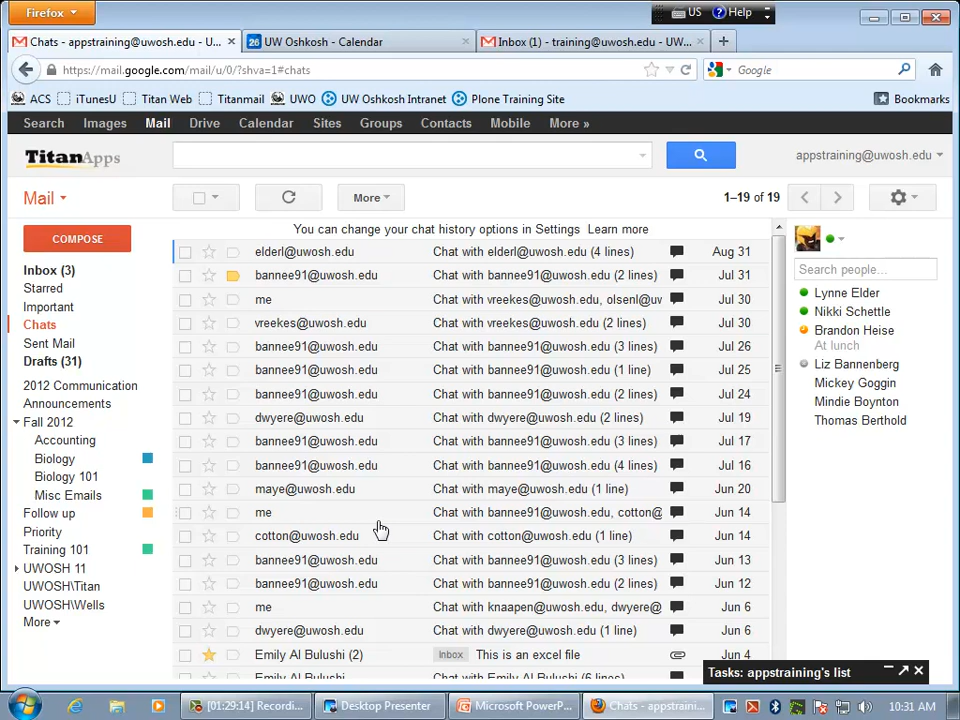 Firefox
US
Help
Chats - appstraining@uwosh.edu - U...
26
UW Oshkosh - Calendar
Inbox (1) - training@uwosh.edu - UW...
https://mail.google.com/mail/u/0/?shva=1#chats
Google
ACS
iTunesU
Titan Web
Titanmail
UWO
UW Oshkosh Intranet
Plone Training Site
Bookmarks
Search Images Mail Drive Calendar Sites Groups Contacts Mobile More »
TitanApps
appstraining@uwosh.edu
Mail
More
1–19 of 19
You can change your chat history options in Settings Learn more
COMPOSE
Inbox (3)
Starred
Important
Chats
Sent Mail
Drafts (31)
2012 Communication
Announcements
Fall 2012
Accounting
Biology
Biology 101
Misc Emails
Follow up
Priority
Training 101
UWOSH 11
UWOSH\Titan
UWOSH\Wells
More
elderl@uwosh.edu Chat with elderl@uwosh.edu (4 lines) Aug 31
bannee91@uwosh.edu Chat with bannee91@uwosh.edu (2 lines) Jul 31
me Chat with vreekes@uwosh.edu, olsenl@uw Jul 30
vreekes@uwosh.edu Chat with vreekes@uwosh.edu (2 lines) Jul 30
bannee91@uwosh.edu Chat with bannee91@uwosh.edu (3 lines) Jul 26
bannee91@uwosh.edu Chat with bannee91@uwosh.edu (1 line) Jul 25
bannee91@uwosh.edu Chat with bannee91@uwosh.edu (2 lines) Jul 24
dwyere@uwosh.edu Chat with dwyere@uwosh.edu (2 lines) Jul 19
bannee91@uwosh.edu Chat with bannee91@uwosh.edu (3 lines) Jul 17
bannee91@uwosh.edu Chat with bannee91@uwosh.edu (4 lines) Jul 16
maye@uwosh.edu Chat with maye@uwosh.edu (1 line) Jun 20
me Chat with bannee91@uwosh.edu, cotton@ Jun 14
cotton@uwosh.edu Chat with cotton@uwosh.edu (1 line) Jun 14
bannee91@uwosh.edu Chat with bannee91@uwosh.edu (3 lines) Jun 13
bannee91@uwosh.edu Chat with bannee91@uwosh.edu (2 lines) Jun 12
me Chat with knaapen@uwosh.edu, dwyere@ Jun 6
dwyere@uwosh.edu Chat with dwyere@uwosh.edu (1 line) Jun 6
Emily Al Bulushi (2) Inbox This is an excel file Jun 4
Emily Al Bulushi Chat with Emily Al Bulushi (6 lines)
Search people...
Lynne Elder
Nikki Schettle
Brandon Heise
At lunch
Liz Bannenberg
Mickey Goggin
Mindie Boynton
Thomas Berthold
Tasks: appstraining's list
[01:29:14] Recordi...
Desktop Presenter
Microsoft PowerP...
Chats - appstraini...
10:31 AM